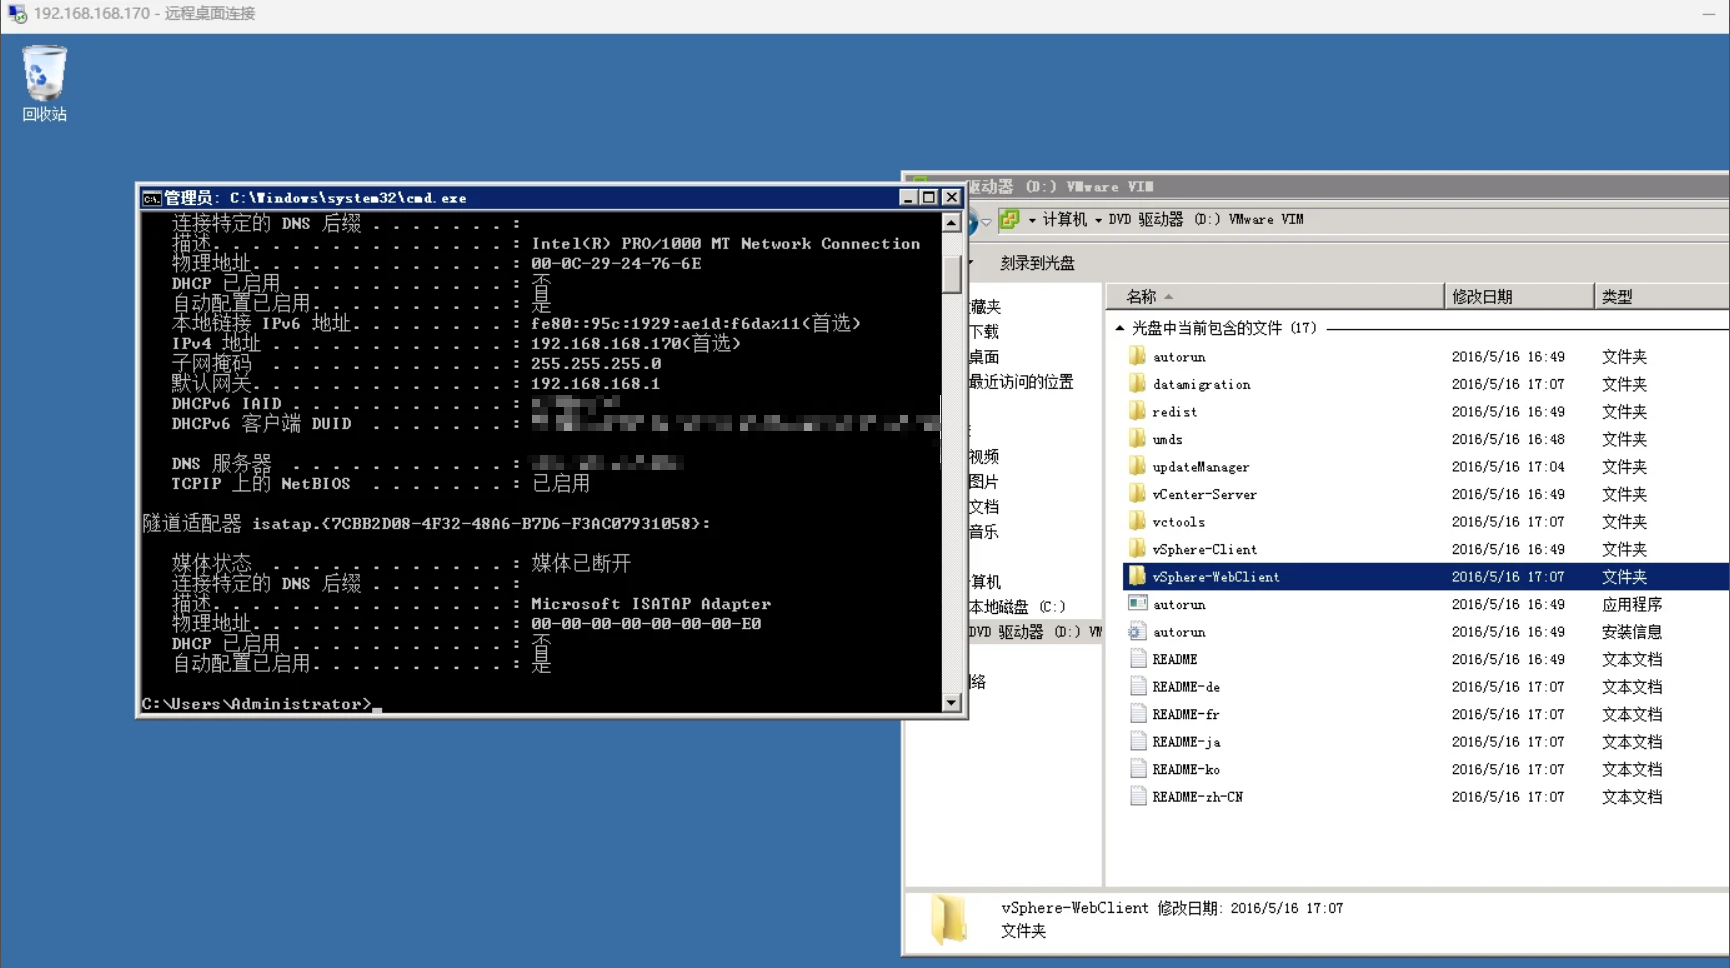 192.168.168.170 - 远程桌面连接
回收站
管理员: C:\Windows\system32\cmd.exe
连接特定的 DNS 后缀 . . . . . . . :
描述. . . . . . . . . . . . . . . : Intel(R) PRO/1000 MT Network Connection
物理地址. . . . . . . . . . . . . : 00-0C-29-24-76-6E
DHCP 已启用 . . . . . . . . . . . : 否
自动配置已启用. . . . . . . . . . : 是
本地链接 IPv6 地址. . . . . . . . : fe80::95c:1929:ae1d:f6da%11(首选)
IPv4 地址 . . . . . . . . . . . . : 192.168.168.170(首选)
子网掩码 . . . . . . . . . . . . : 255.255.255.0
默认网关. . . . . . . . . . . . . : 192.168.168.1
DHCPv6 IAID . . . . . . . . . . . :
DHCPv6 客户端 DUID . . . . . . . :
DNS 服务器 . . . . . . . . . . . :
TCPIP 上的 NetBIOS . . . . . . . : 已启用
隧道适配器 isatap.{7CBB2D08-4F32-48A6-B7D6-F3AC07931058}:
媒体状态 . . . . . . . . . . . . : 媒体已断开
连接特定的 DNS 后缀 . . . . . . . :
描述. . . . . . . . . . . . . . . : Microsoft ISATAP Adapter
物理地址. . . . . . . . . . . . . : 00-00-00-00-00-00-00-E0
DHCP 已启用 . . . . . . . . . . . : 否
自动配置已启用. . . . . . . . . . : 是
C:\Users\Administrator>
驱动器 (D:) VMware VIM
计算机 DVD 驱动器 (D:) VMware VIM
刻录到光盘
藏夹
下载
桌面
最近访问的位置
视频
图片
文档
音乐
算机
本地磁盘 (C:)
DVD 驱动器 (D:) VM
络
名称 修改日期 类型
光盘中当前包含的文件 (17)
autorun 2016/5/16 16:49 文件夹
datamigration 2016/5/16 17:07 文件夹
redist 2016/5/16 16:49 文件夹
umds 2016/5/16 16:48 文件夹
updateManager 2016/5/16 17:04 文件夹
vCenter-Server 2016/5/16 16:49 文件夹
vctools 2016/5/16 17:07 文件夹
vSphere-Client 2016/5/16 16:49 文件夹
vSphere-WebClient 2016/5/16 17:07 文件夹
autorun 2016/5/16 16:49 应用程序
autorun 2016/5/16 16:49 安装信息
README 2016/5/16 16:49 文本文档
README-de 2016/5/16 17:07 文本文档
README-fr 2016/5/16 17:07 文本文档
README-ja 2016/5/16 17:07 文本文档
README-ko 2016/5/16 17:07 文本文档
README-zh-CN 2016/5/16 17:07 文本文档
vSphere-WebClient 修改日期: 2016/5/16 17:07
文件夹